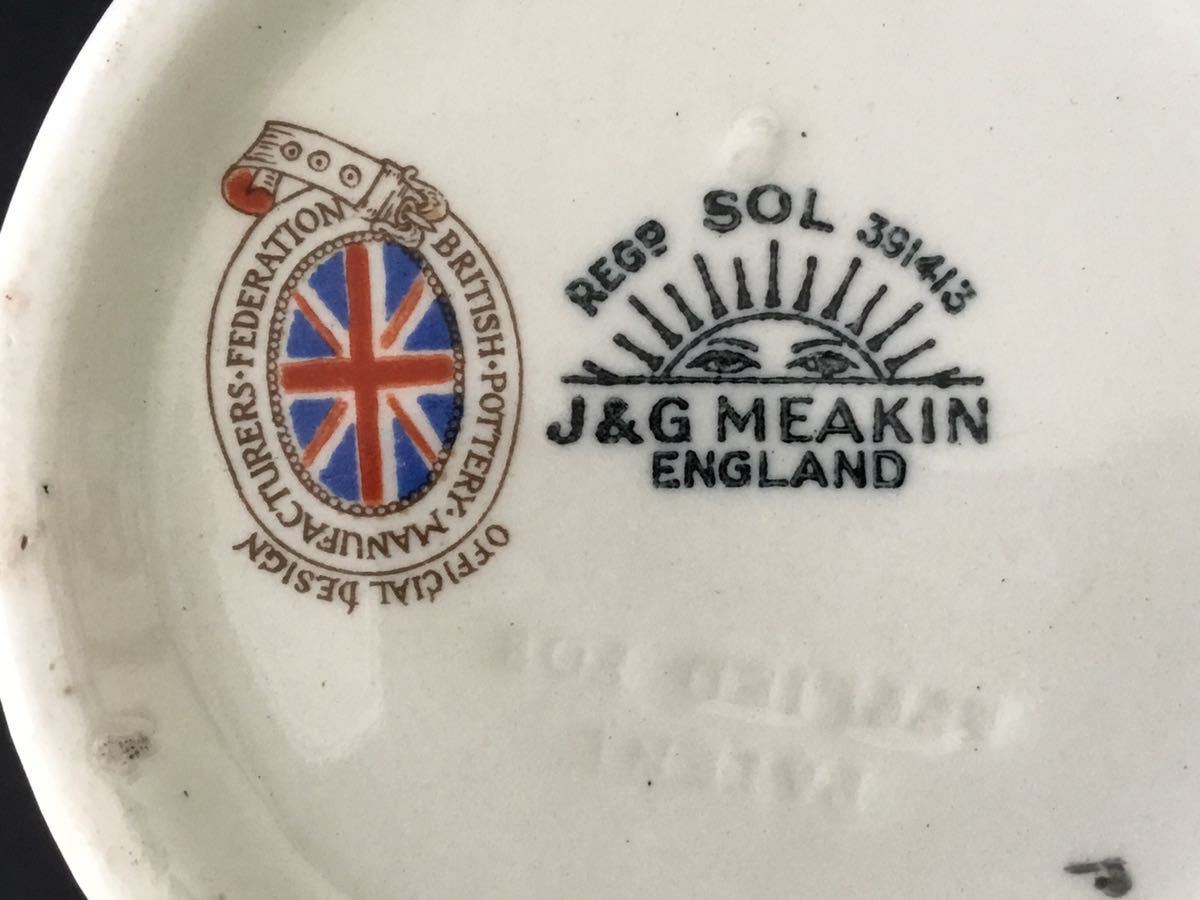 BRITISH · POTTERY · MANUFACTURERS · FEDERATION
OFFICIAL DESIGN
REGD SOL 391413
J&G MEAKIN
ENGLAND